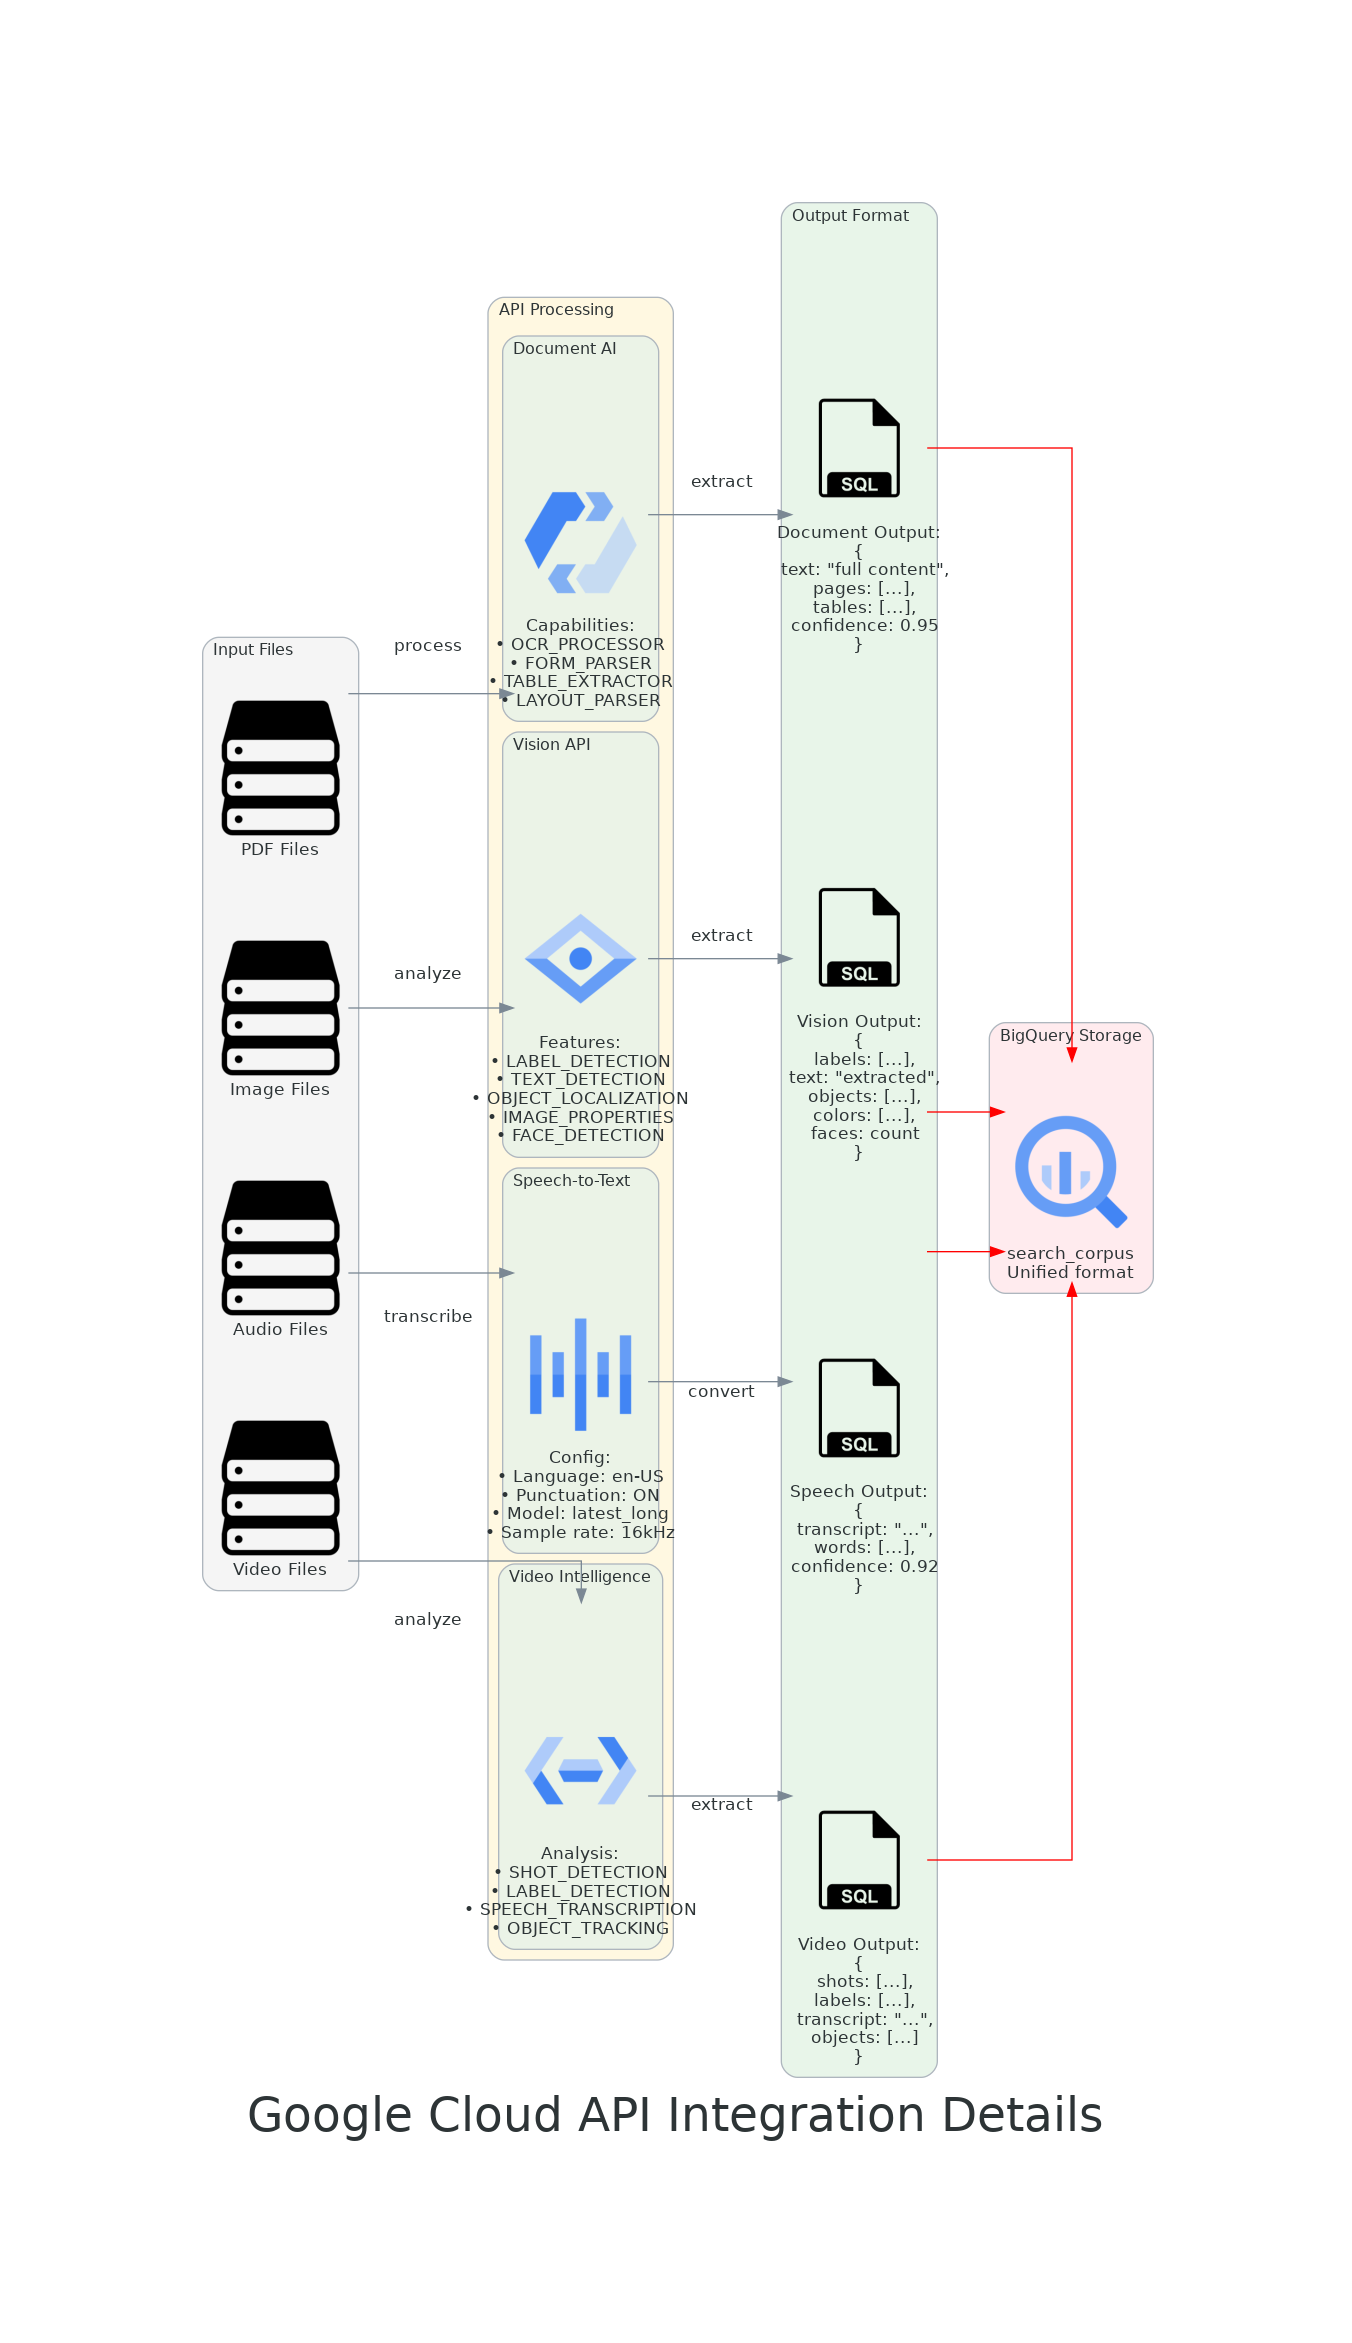 Input Files
PDF Files
Image Files
Audio Files
Video Files
process
analyze
transcribe
analyze
API Processing
Document AI
Capabilities:
• OCR_PROCESSOR
• FORM_PARSER
• TABLE_EXTRACTOR
• LAYOUT_PARSER
Vision API
Features:
• LABEL_DETECTION
• TEXT_DETECTION
• OBJECT_LOCALIZATION
• IMAGE_PROPERTIES
• FACE_DETECTION
Speech-to-Text
Config:
• Language: en-US
• Punctuation: ON
• Model: latest_long
• Sample rate: 16kHz
Video Intelligence
Analysis:
• SHOT_DETECTION
• LABEL_DETECTION
• SPEECH_TRANSCRIPTION
• OBJECT_TRACKING
extract
extract
convert
extract
Output Format
SQL
Document Output:
{
text: "full content",
pages: [...],
tables: [...],
confidence: 0.95
}
SQL
Vision Output:
{
labels: [...],
text: "extracted",
objects: [...],
colors: [...],
faces: count
}
SQL
Speech Output:
{
transcript: "...",
words: [...],
confidence: 0.92
}
SQL
Video Output:
{
shots: [...],
labels: [...],
transcript: "...",
objects: [...]
}
BigQuery Storage
search_corpus
Unified format
Google Cloud API Integration Details